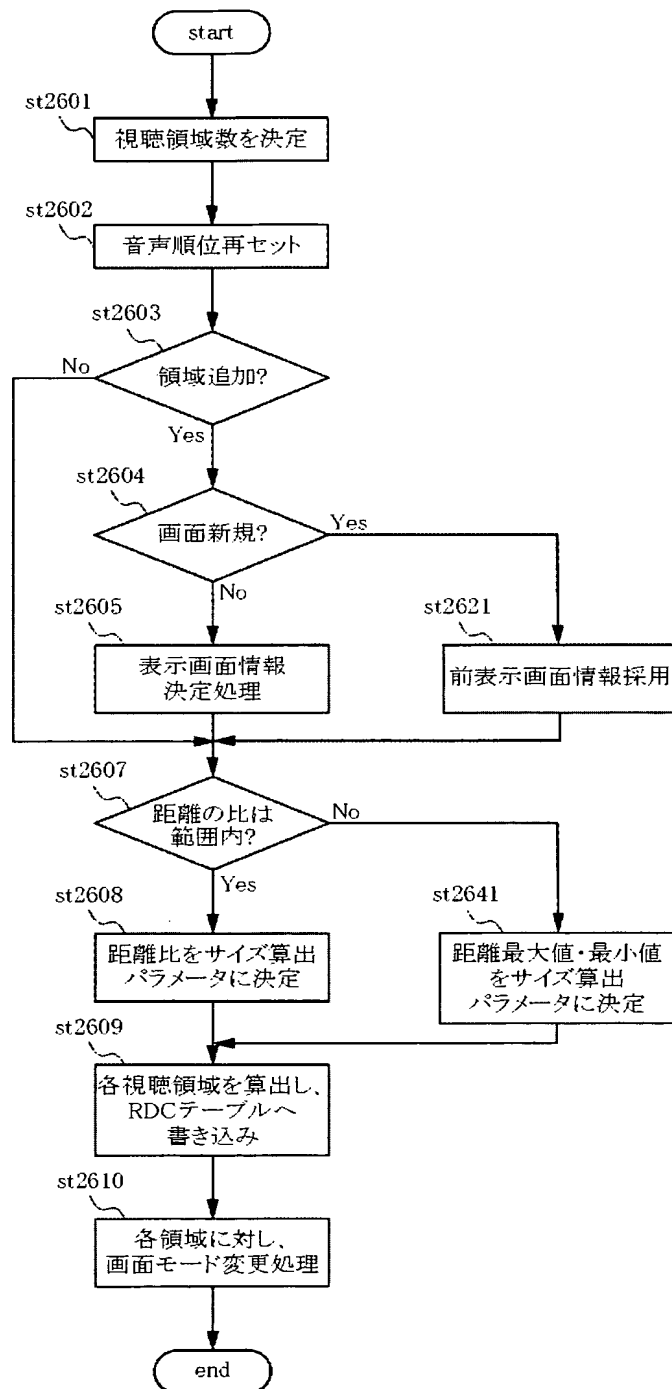 start
st2601
視聴領域数を決定
st2602
音声順位再セット
st2603
領域追加?
No
Yes
st2604
画面新規?
Yes
No
st2605
表示画面情報
決定処理
st2621
前表示画面情報採用
st2607
距離の比は
範囲内?
No
Yes
st2608
距離比をサイズ算出
パラメータに決定
st2641
距離最大値・最小値
をサイズ算出
パラメータに決定
st2609
各視聴領域を算出し、
RDCテーブルへ
書き込み
st2610
各領域に対し、
画面モード変更処理
end